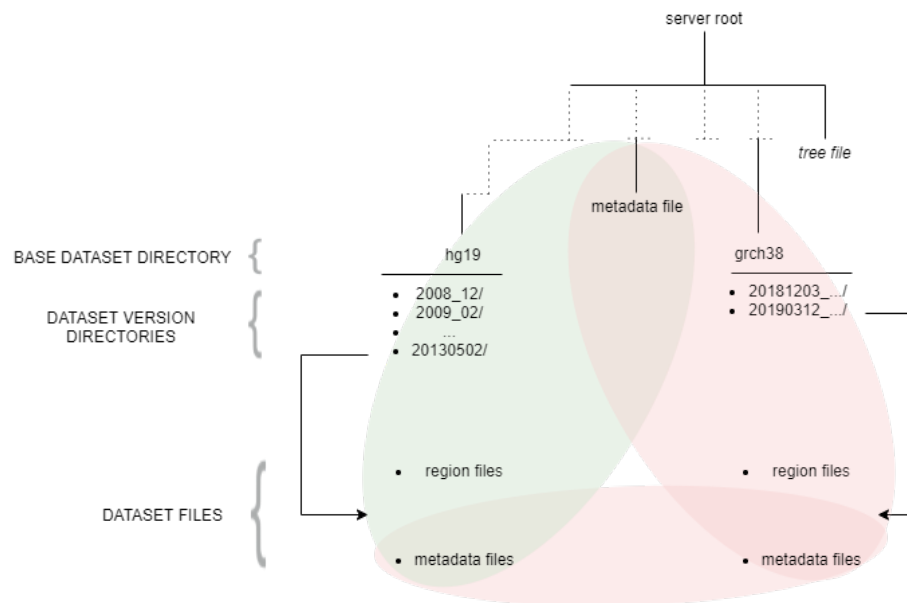 server root
tree file
metadata file
BASE DATASET DIRECTORY
hg19
grch38
DATASET VERSION
DIRECTORIES
• 2008_12/
• 2009_02/
• ...
• 20130502/
• 20181203_.../
• 20190312_.../
DATASET FILES
• region files
• metadata files
• region files
• metadata files